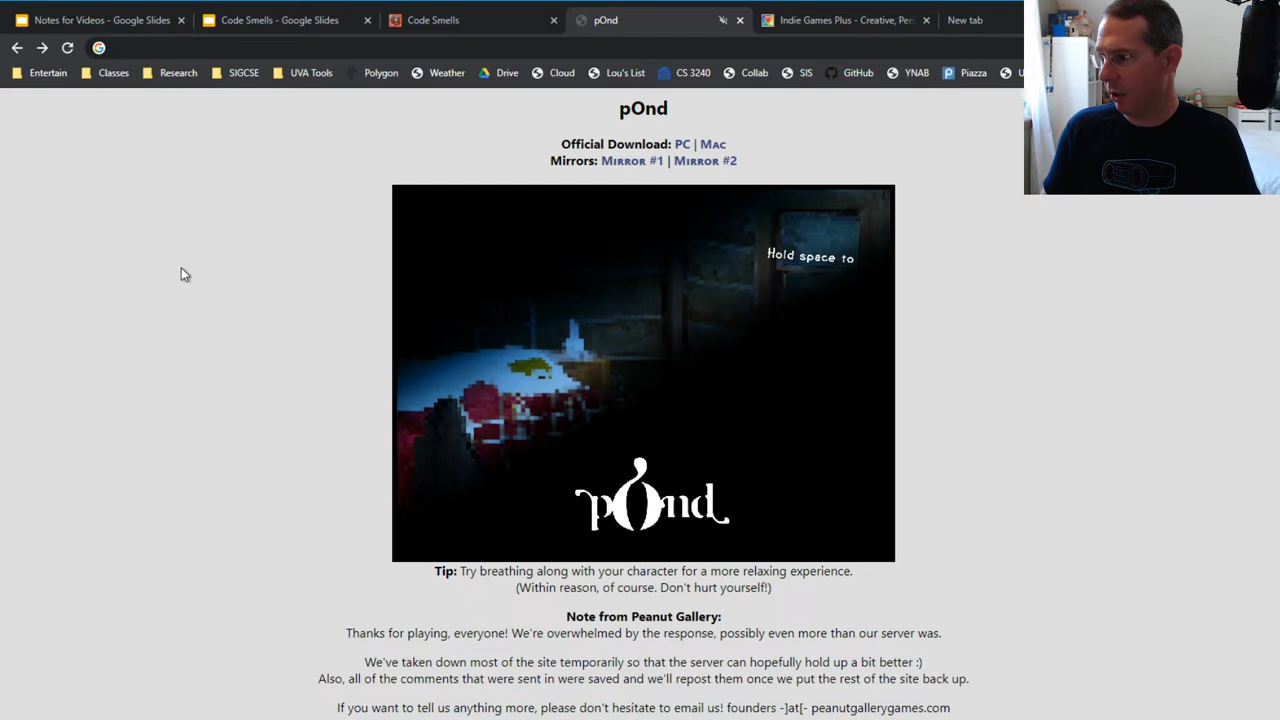 Notes for Videos - Google Slides
Code Smells - Google Slides
Code Smells
pOnd
Indie Games Plus - Creative, Per
New tab
Entertain
Classes
Research
SIGCSE
UVA Tools
Polygon
Weather
Drive
Cloud
Lou's List
CS 3240
Collab
SIS
GitHub
YNAB
Piazza
pOnd
Official Download: PC | Mac
Mirrors: Mirror #1 | Mirror #2
Hold space to
pOnd
Tip: Try breathing along with your character for a more relaxing experience.
(Within reason, of course. Don't hurt yourself!)
Note from Peanut Gallery:
Thanks for playing, everyone! We're overwhelmed by the response, possibly even more than our server was.
We've taken down most of the site temporarily so that the server can hopefully hold up a bit better :)
Also, all of the comments that were sent in were saved and we'll repost them once we put the rest of the site back up.
If you want to tell us anything more, please don't hesitate to email us! founders -]at[- peanutgallerygames.com